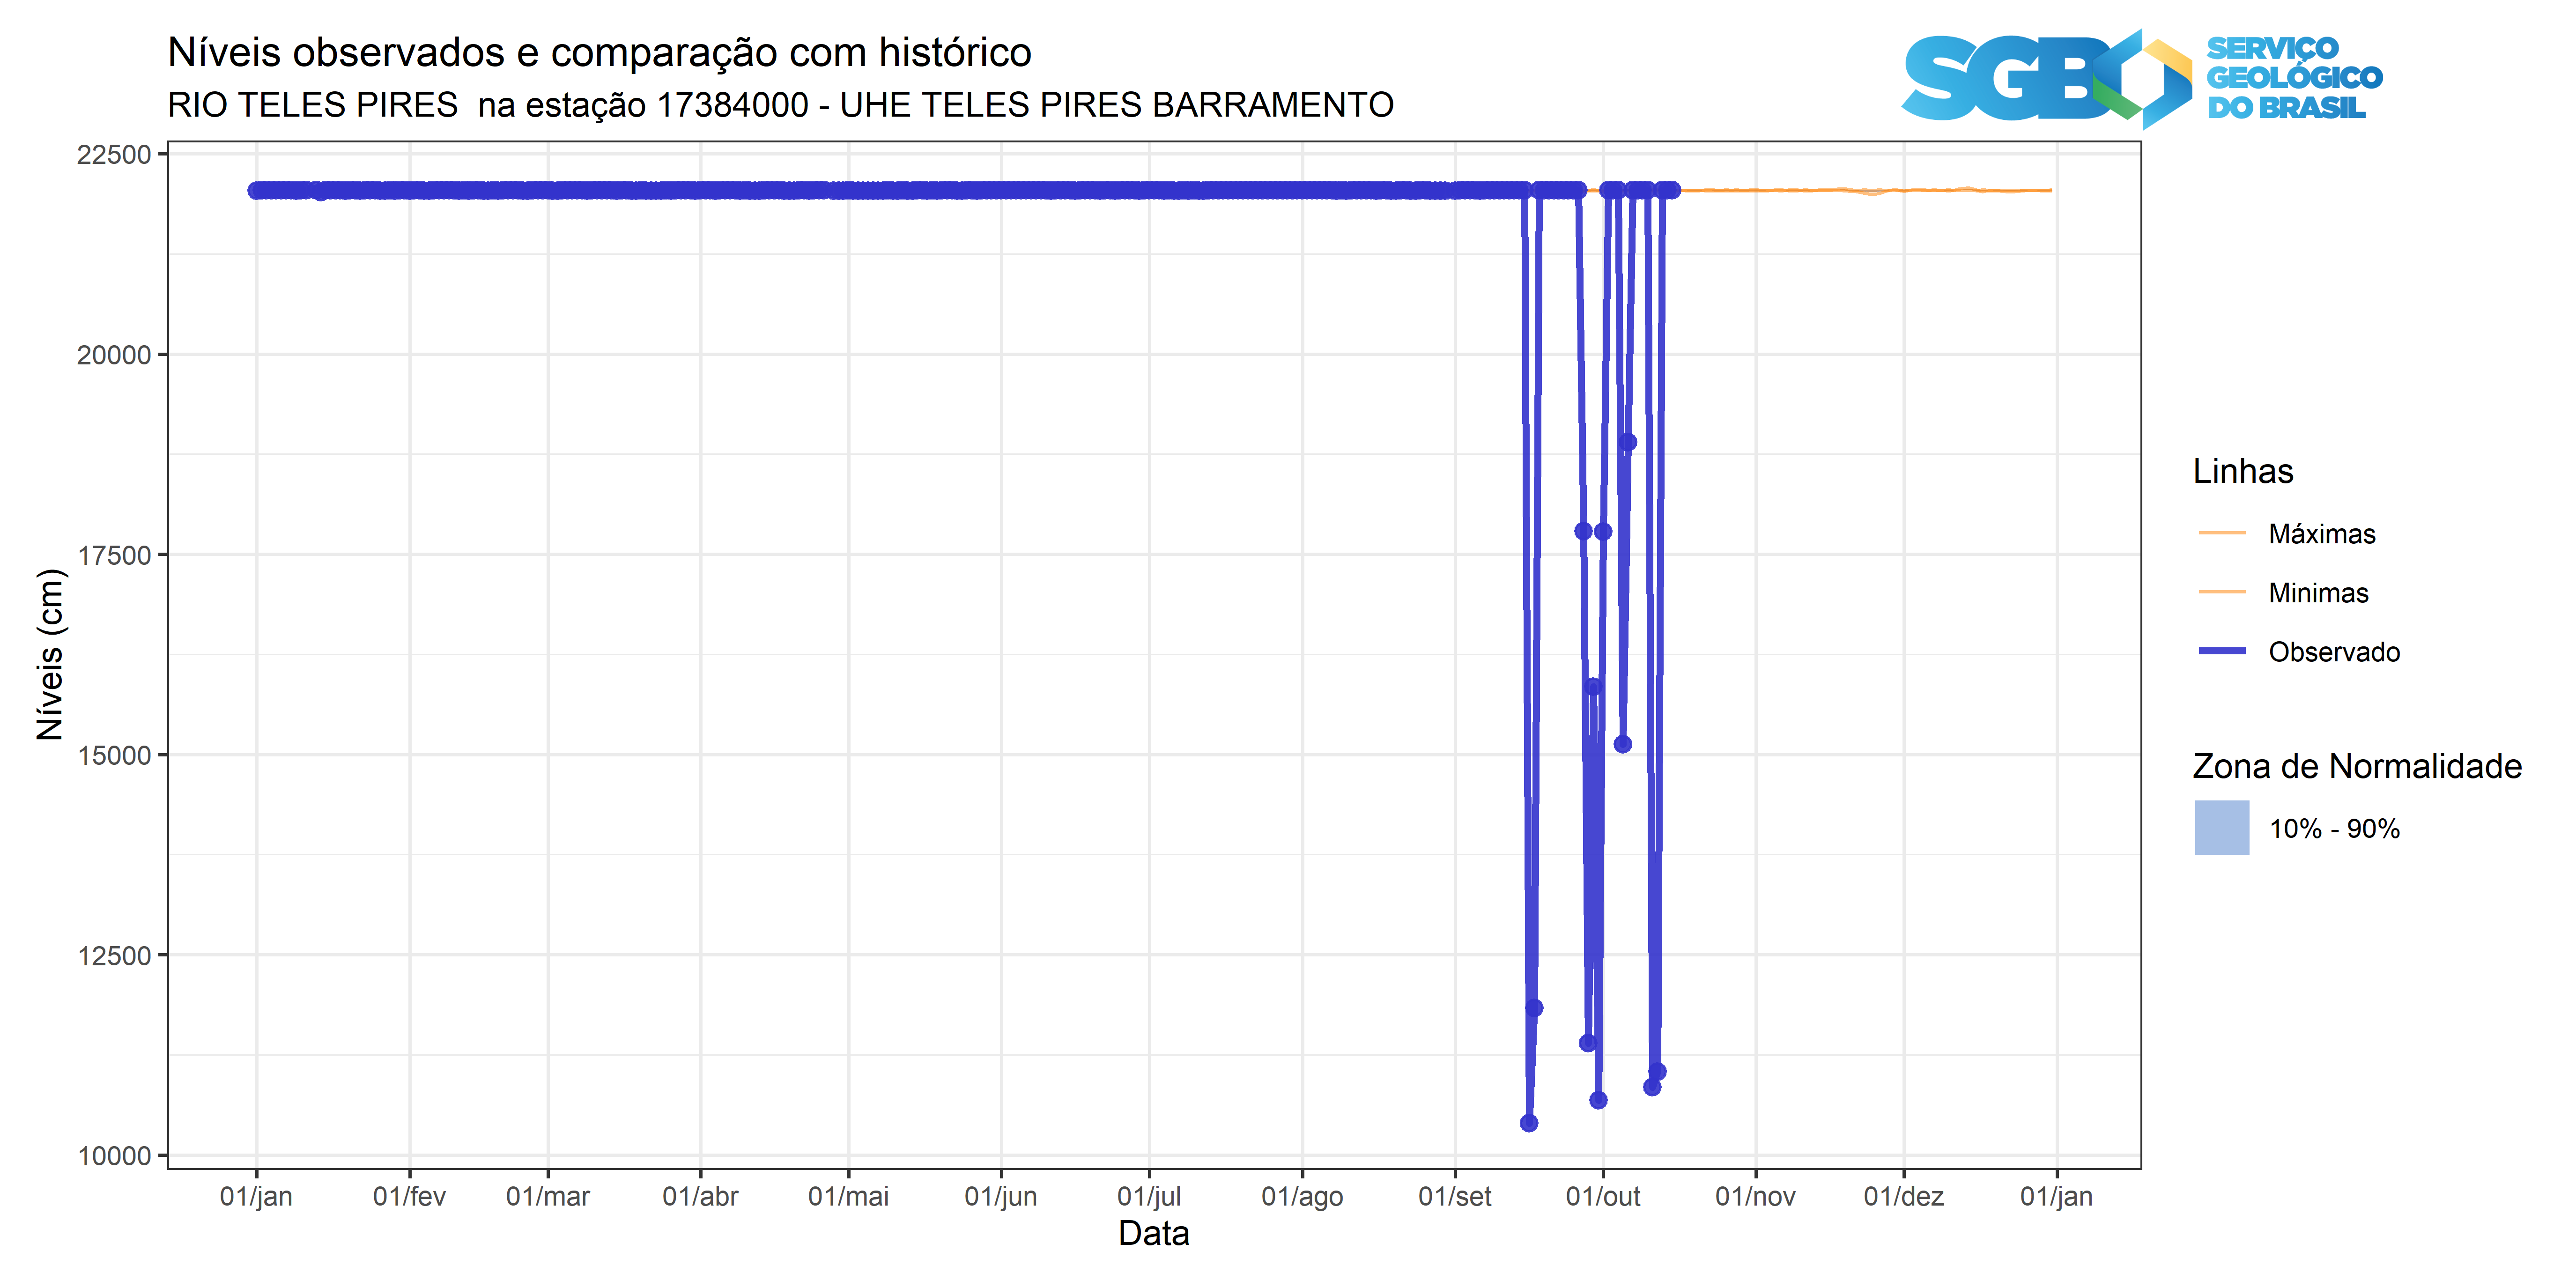 Níveis observados e comparação com histórico
RIO TELES PIRES  na estação 17384000 - UHE TELES PIRES BARRAMENTO
SGB
SERVIÇO
GEOLÓGICO
DO BRASIL
22500
20000
17500
15000
12500
10000
Níveis (cm)
01/jan
01/fev
01/mar
01/abr
01/mai
01/jun
01/jul
01/ago
01/set
01/out
01/nov
01/dez
01/jan
Data
Linhas
Máximas
Minimas
Observado
Zona de Normalidade
10% - 90%